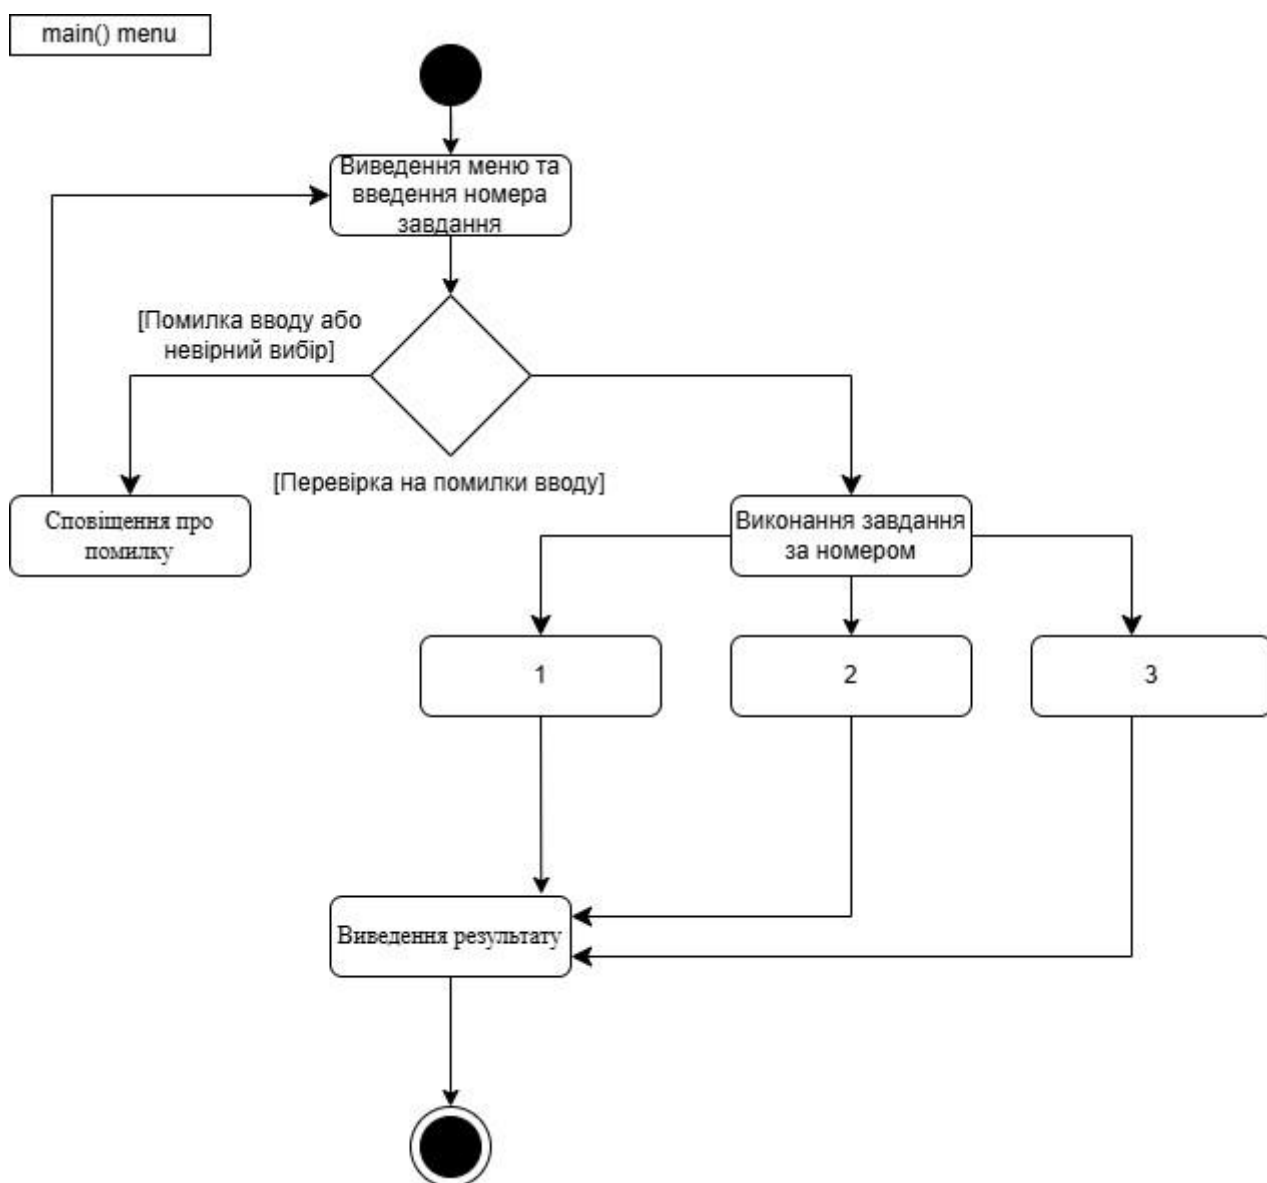 main() menu
Виведення меню та
введення номера
завдання
[Помилка вводу або
невірний вибір]
[Перевірка на помилки вводу]
Сповіщення про
помилку
Виконання завдання
за номером
1
2
3
Виведення результату